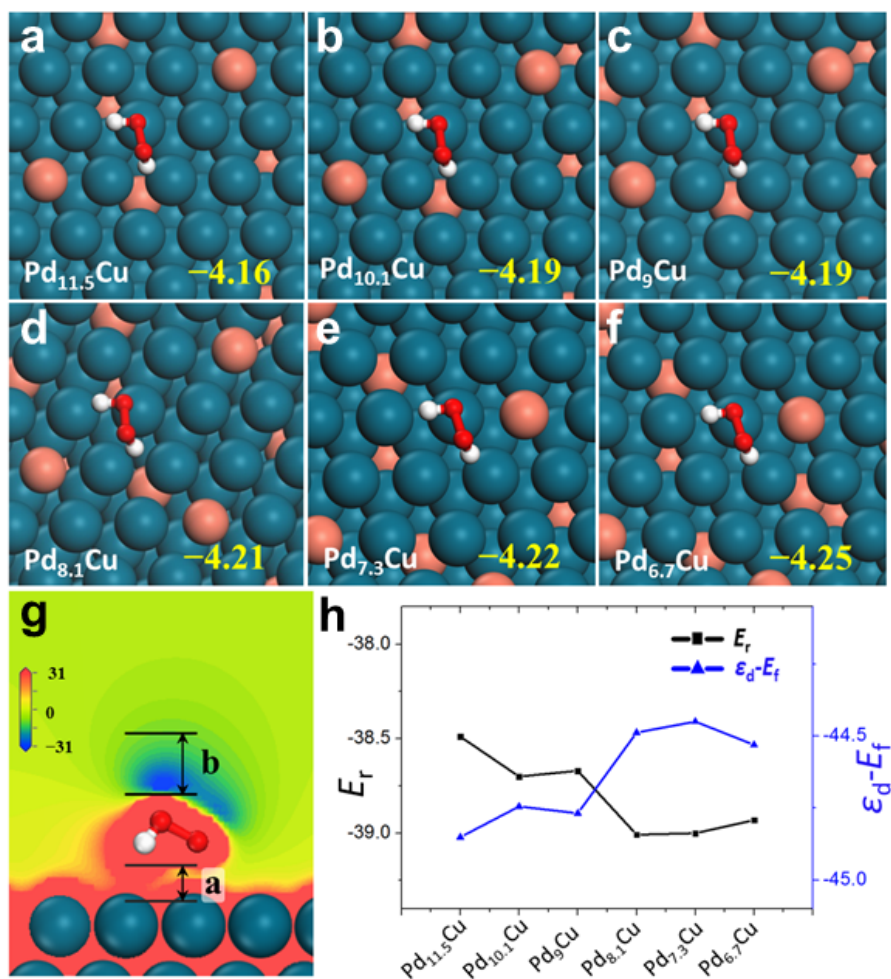 a
b
c
Pd11.5Cu −4.16
Pd10.1Cu −4.19
Pd9Cu −4.19
d
e
f
Pd8.1Cu −4.21
Pd7.3Cu −4.22
Pd6.7Cu −4.25
g
31
0
−31
b
a
h
-38.0
-38.5
-39.0
Er
Er
εd-Ef
-44.5
-45.0
εd-Ef
Pd11.5Cu
Pd10.1Cu
Pd9Cu
Pd8.1Cu
Pd7.3Cu
Pd6.7Cu